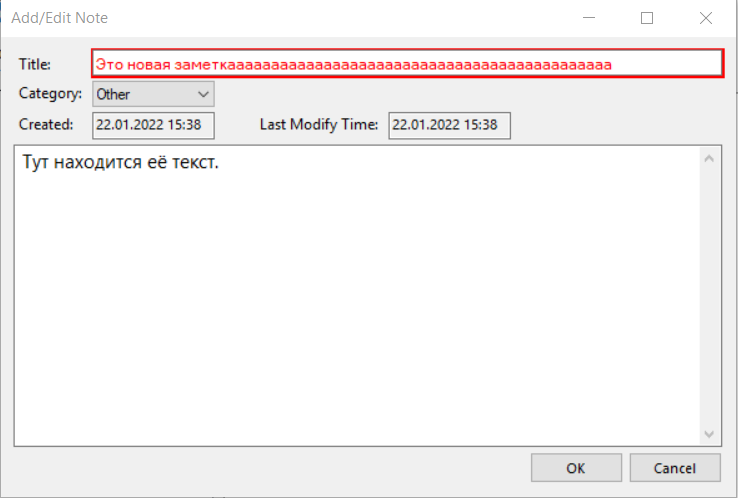 Add/Edit Note
Title: Это новая заметкаааааааааааааааааааааааааааааааааааааааааааа
Category: Other
Created: 22.01.2022 15:38 Last Modify Time: 22.01.2022 15:38
Тут находится её текст.
OK Cancel